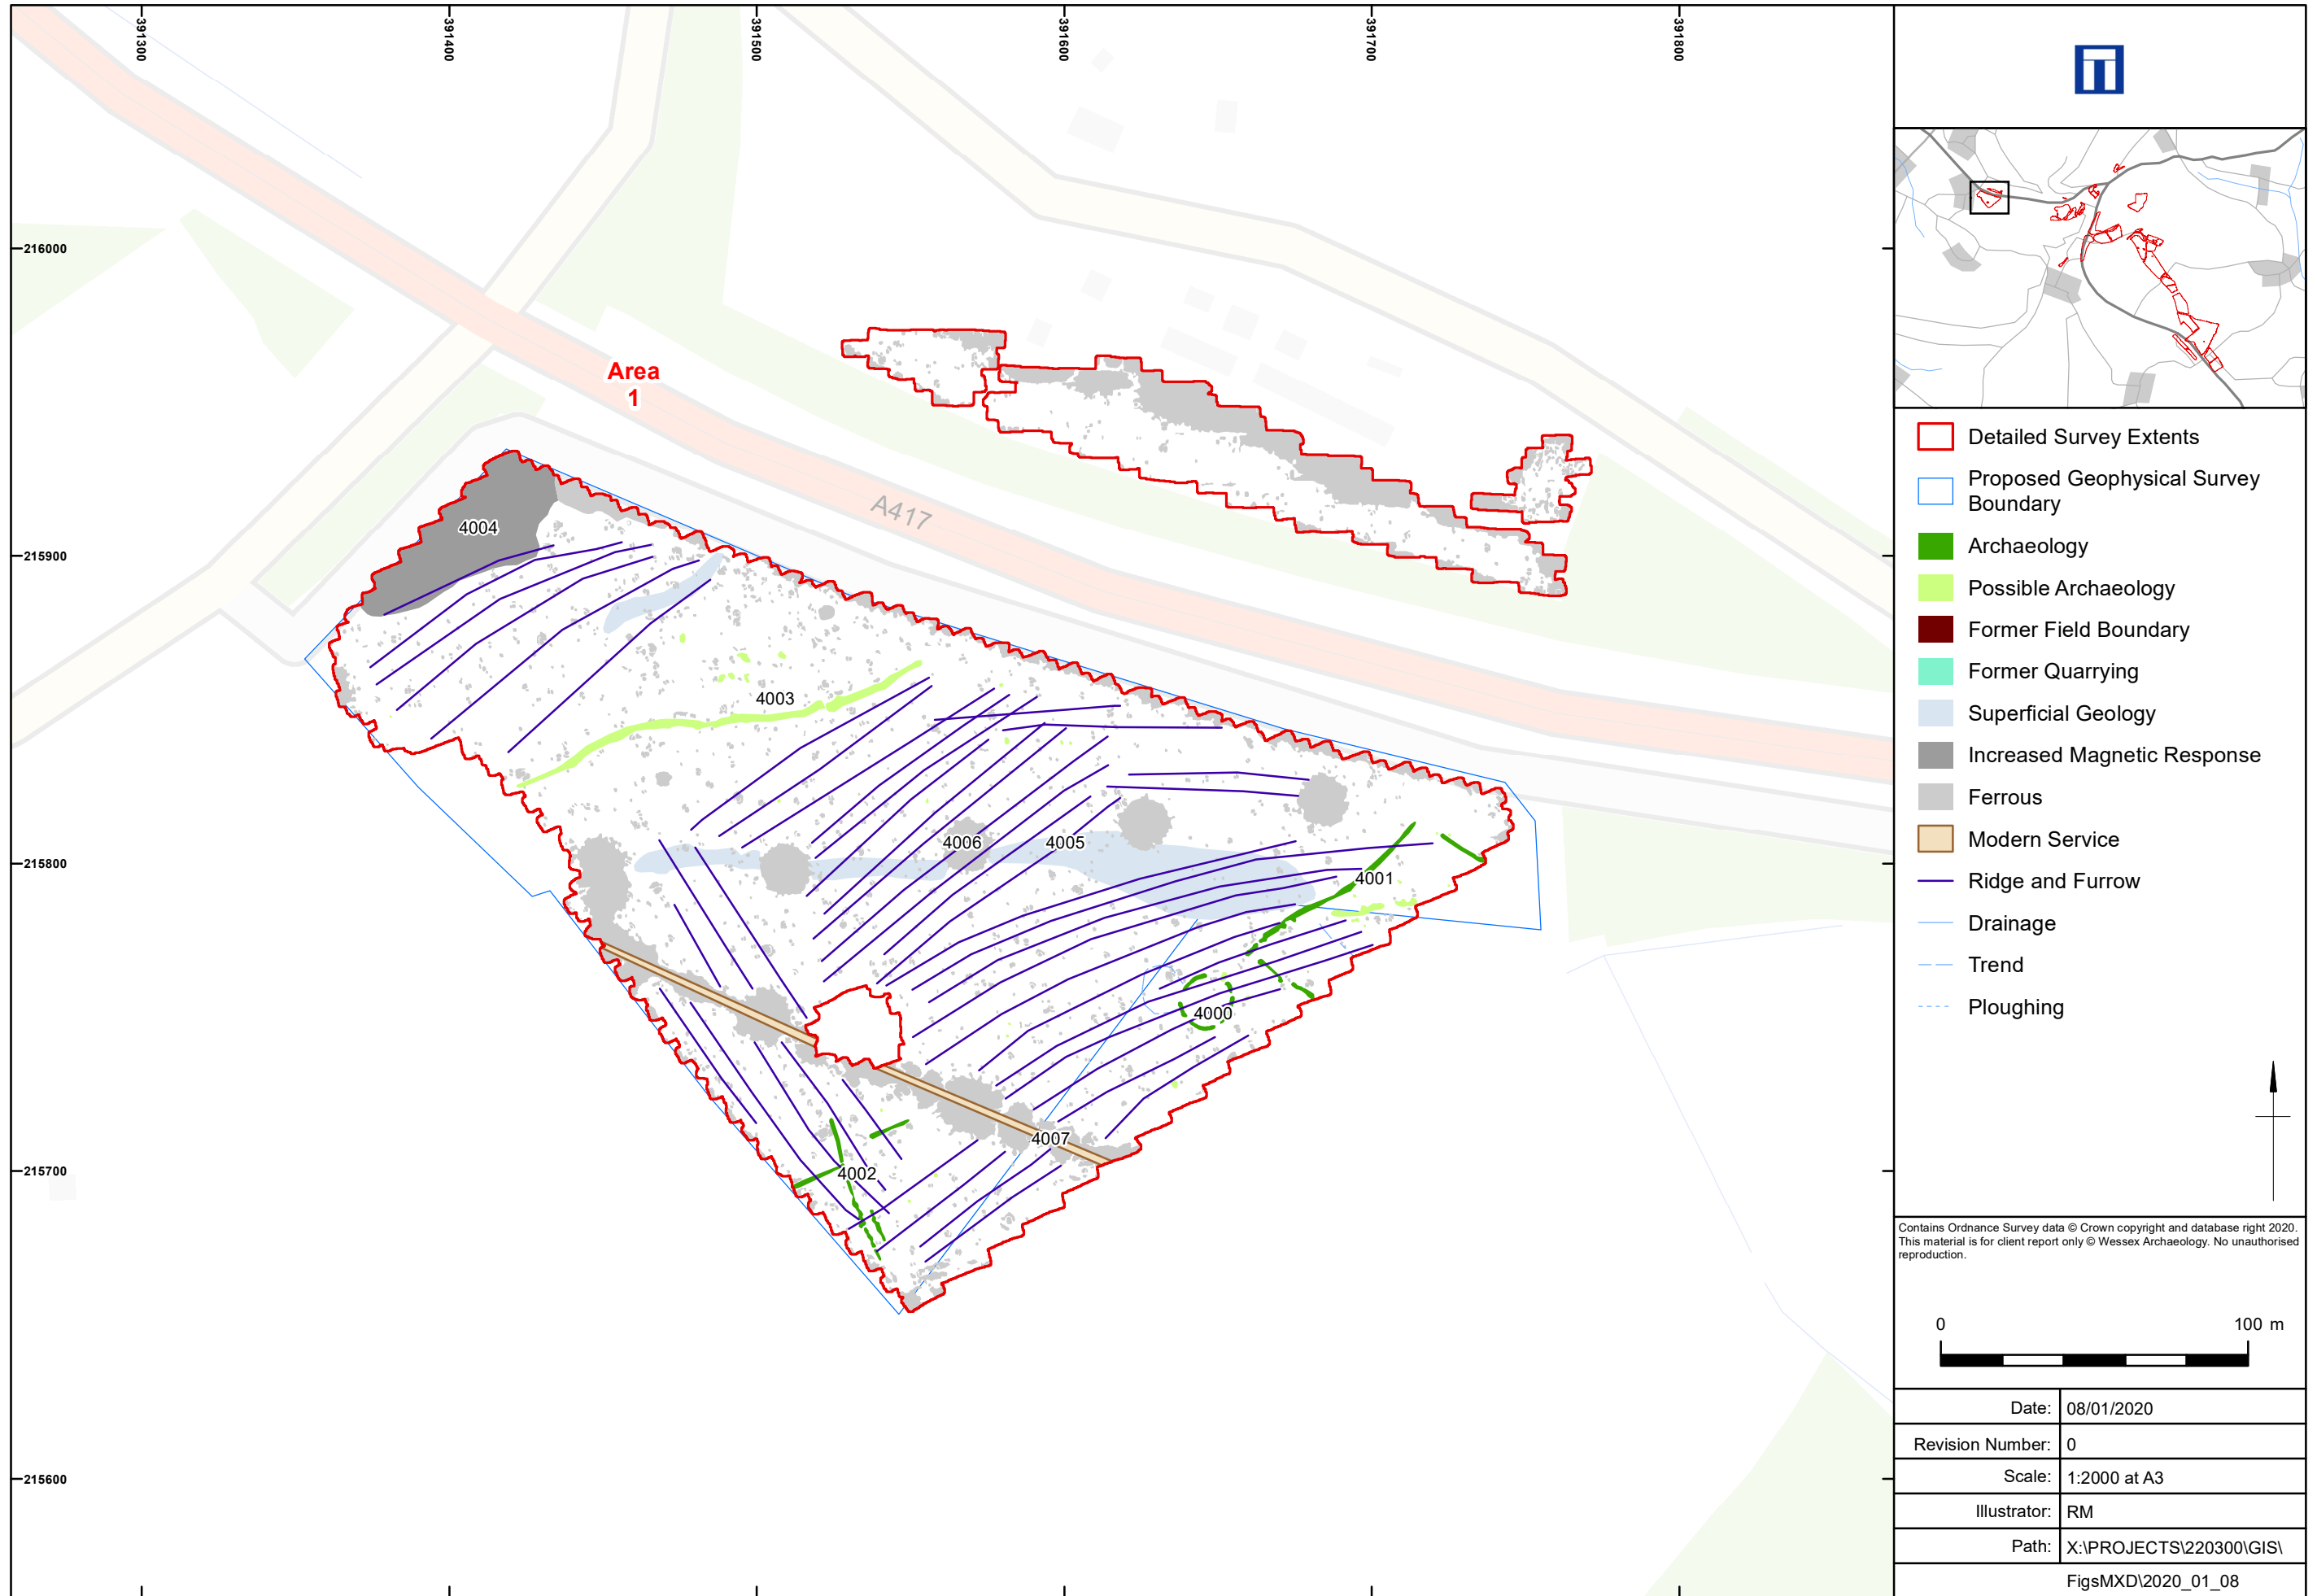 391300
391400
391500
391600
391700
391800
216000
215900
215800
215700
215600
Area
1
A417
4004
4003
4006
4005
4001
4000
4007
4002
Detailed Survey Extents
Proposed Geophysical Survey
Boundary
Archaeology
Possible Archaeology
Former Field Boundary
Former Quarrying
Superficial Geology
Increased Magnetic Response
Ferrous
Modern Service
Ridge and Furrow
Drainage
Trend
Ploughing
Contains Ordnance Survey data © Crown copyright and database right 2020.
This material is for client report only © Wessex Archaeology. No unauthorised
reproduction.
0 100 m
Date: 08/01/2020
Revision Number: 0
Scale: 1:2000 at A3
Illustrator: RM
Path: X:\PROJECTS\220300\GIS\
FigsMXD\2020_01_08